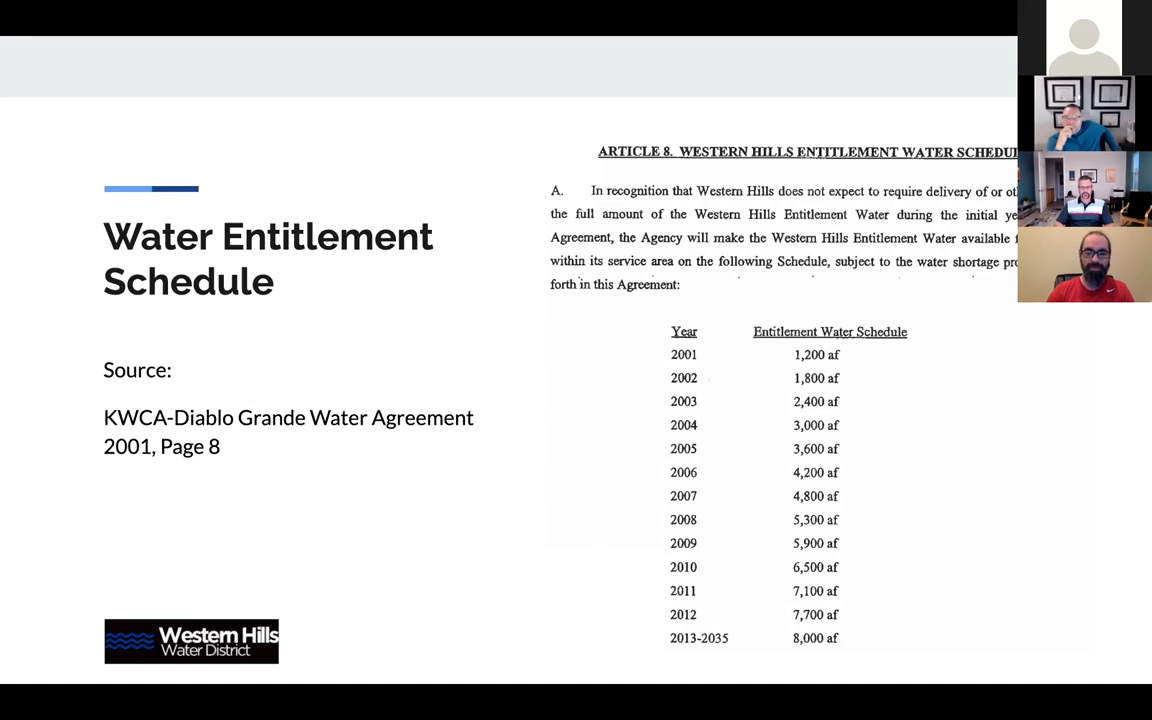 Water Entitlement
Schedule
Source:
KWCA-Diablo Grande Water Agreement
2001, Page 8
Western Hills
Water District
ARTICLE 8. WESTERN HILLS ENTITLEMENT WATER
A. In recognition that Western Hills does not expect to require delivery of or
the full amount of the Western Hills Entitlement Water during the initial
Agreement, the Agency will make the Western Hills Entitlement Water available
within its service area on the following Schedule, subject to the water shortage
forth in this Agreement:
Year Entitlement Water Schedule
2001 1,200 af
2002 1,800 af
2003 2,400 af
2004 3,000 af
2005 3,600 af
2006 4,200 af
2007 4,800 af
2008 5,300 af
2009 5,900 af
2010 6,500 af
2011 7,100 af
2012 7,700 af
2013-2035 8,000 af